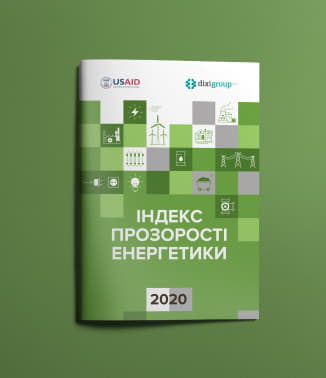 USAID
dixigroup
ІНДЕКС
ПРОЗОРОСТІ
ЕНЕРГЕТИКИ
2020